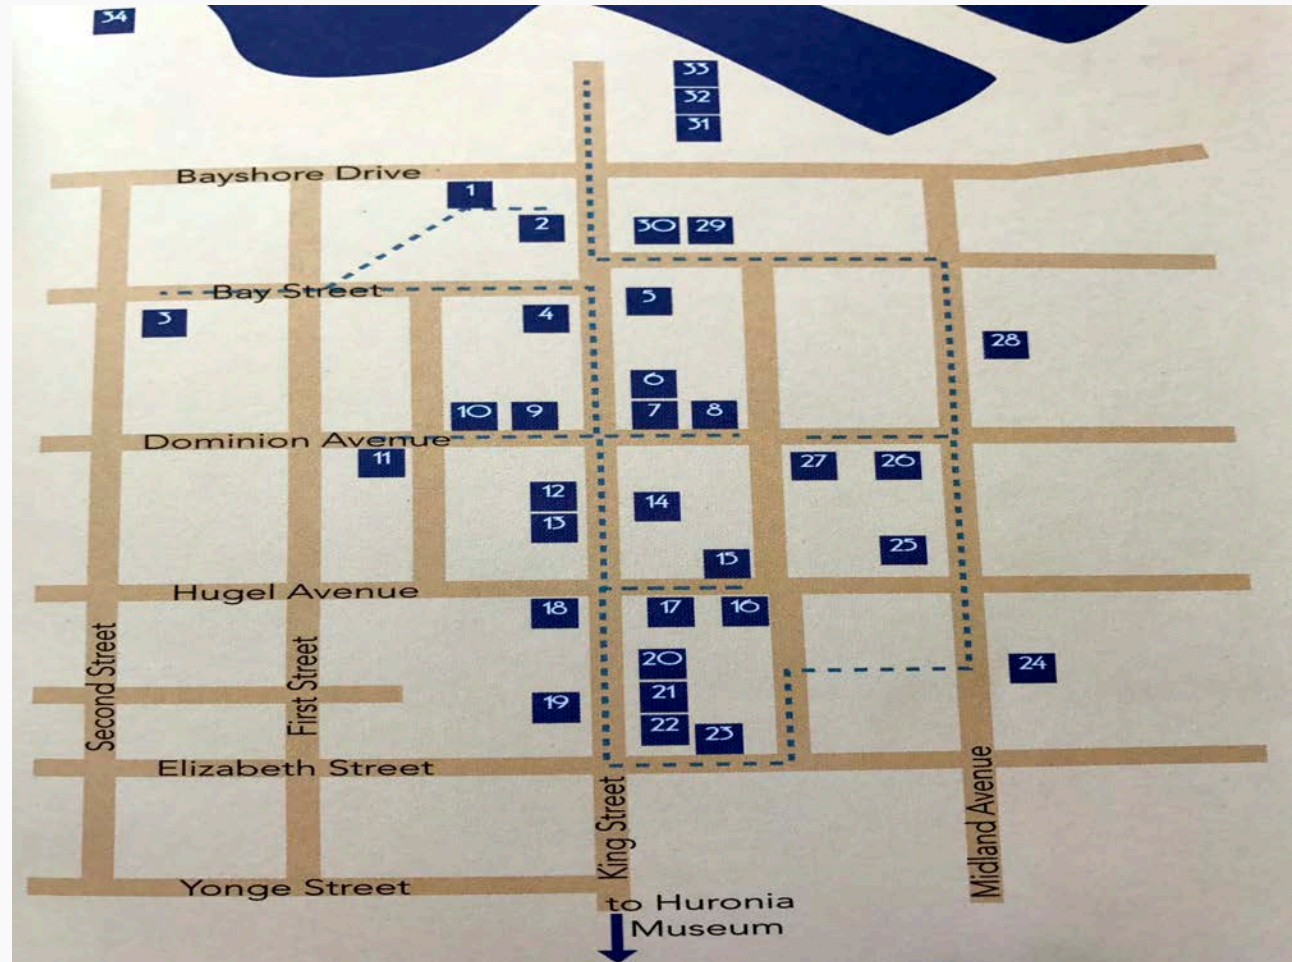 34
33
32
31
Bayshore Drive
1
2
30 29
Bay Street
3
4
5
28
6
10 9 7 8
Dominion Avenue
11
27 26
12
14
13
25
15
Hugel Avenue
18 17 16
20
24
21
19
22
23
Second Street
First Street
Elizabeth Street
King Street
Midland Avenue
Yonge Street
to Huronia
Museum